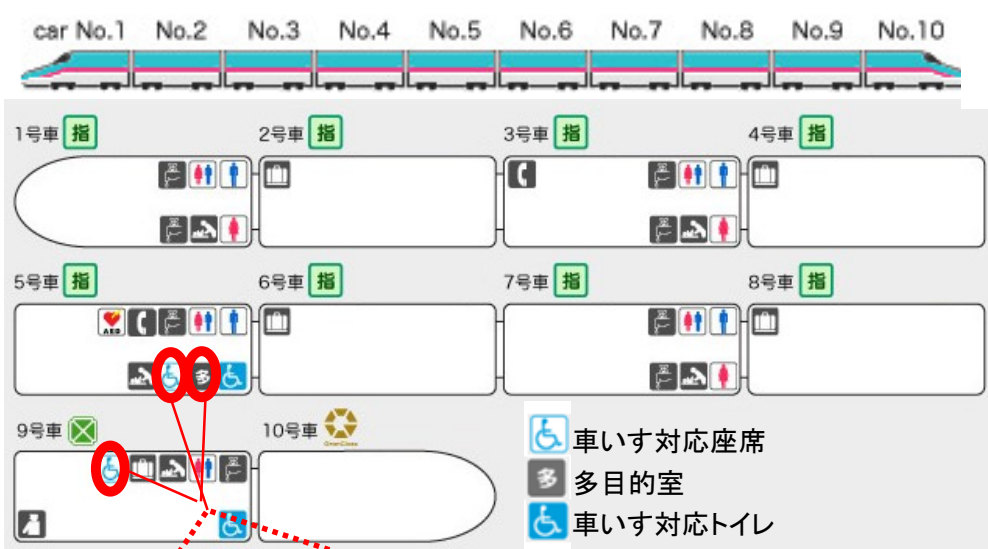 car No.1 No.2 No.3 No.4 No.5 No.6 No.7 No.8 No.9 No.10
1号車 指 2号車 指 3号車 指 4号車 指
5号車 指 6号車 指 7号車 指 8号車 指
AED
多
9号車 10号車
GranClass
車いす対応座席
多 多目的室
車いす対応トイレ